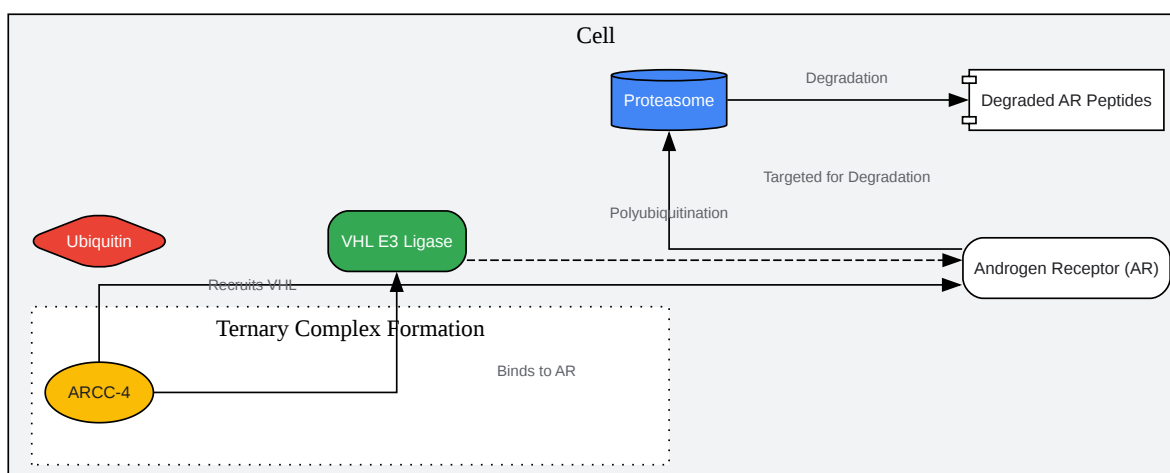 Cell
Proteasome
Degradation
Degraded AR Peptides
Targeted for Degradation
Polyubiquitination
Ubiquitin
VHL E3 Ligase
Androgen Receptor (AR)
Recruits VHL
Ternary Complex Formation
Binds to AR
ARCC-4